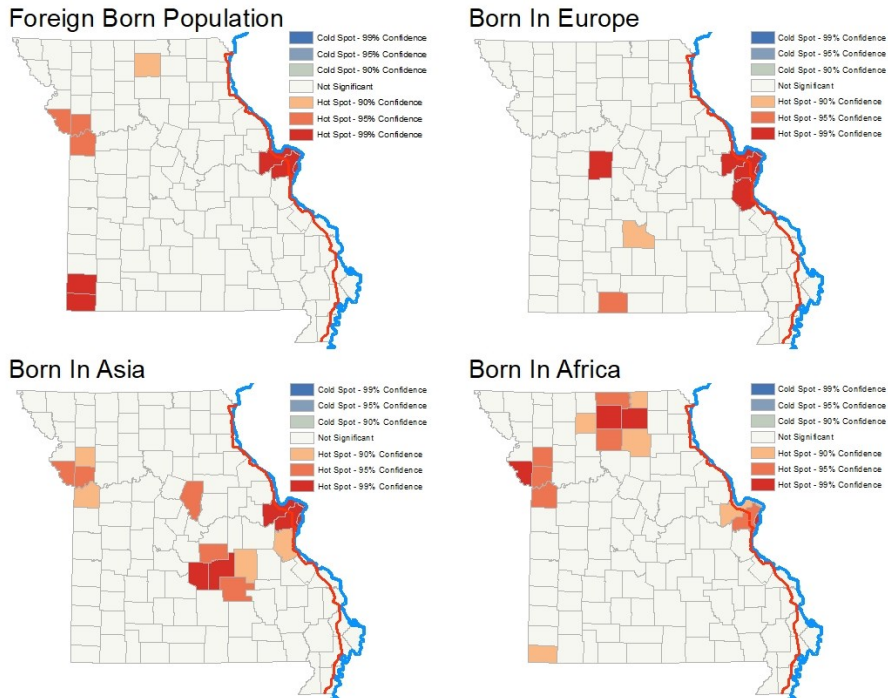 Foreign Born Population
Cold Spot - 99% Confidence
Cold Spot - 95% Confidence
Cold Spot - 90% Confidence
Not Significant
Hot Spot - 90% Confidence
Hot Spot - 95% Confidence
Hot Spot - 99% Confidence
Born In Europe
Cold Spot - 99% Confidence
Cold Spot - 95% Confidence
Cold Spot - 90% Confidence
Not Significant
Hot Spot - 90% Confidence
Hot Spot - 95% Confidence
Hot Spot - 99% Confidence
Born In Asia
Cold Spot - 99% Confidence
Cold Spot - 95% Confidence
Cold Spot - 90% Confidence
Not Significant
Hot Spot - 90% Confidence
Hot Spot - 95% Confidence
Hot Spot - 99% Confidence
Born In Africa
Cold Spot - 99% Confidence
Cold Spot - 95% Confidence
Cold Spot - 90% Confidence
Not Significant
Hot Spot - 90% Confidence
Hot Spot - 95% Confidence
Hot Spot - 99% Confidence